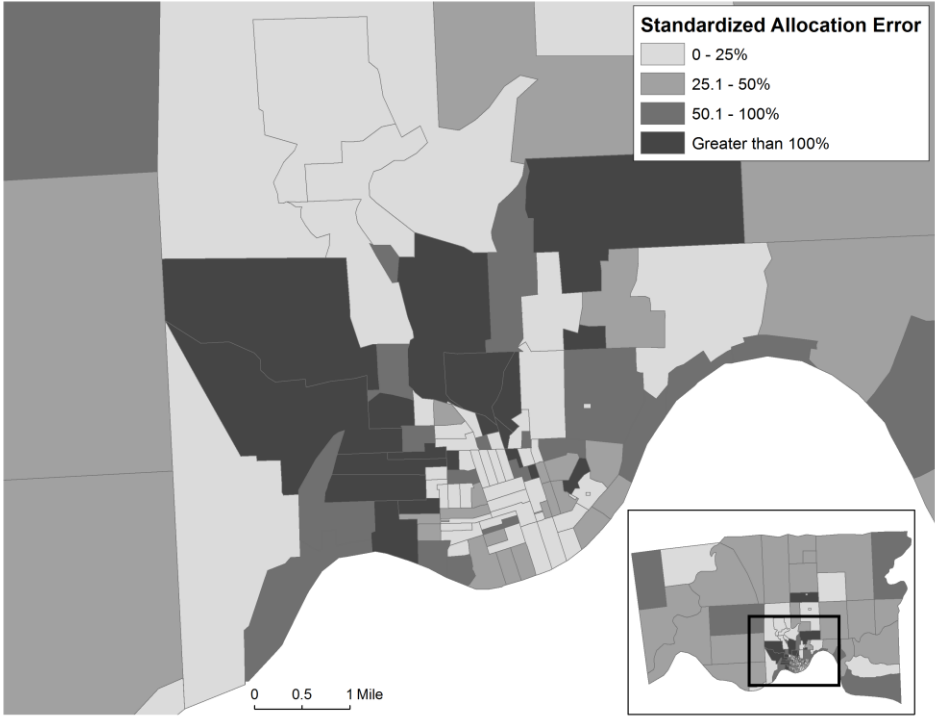 Standardized Allocation Error
0 - 25%
25.1 - 50%
50.1 - 100%
Greater than 100%
0 0.5 1 Mile